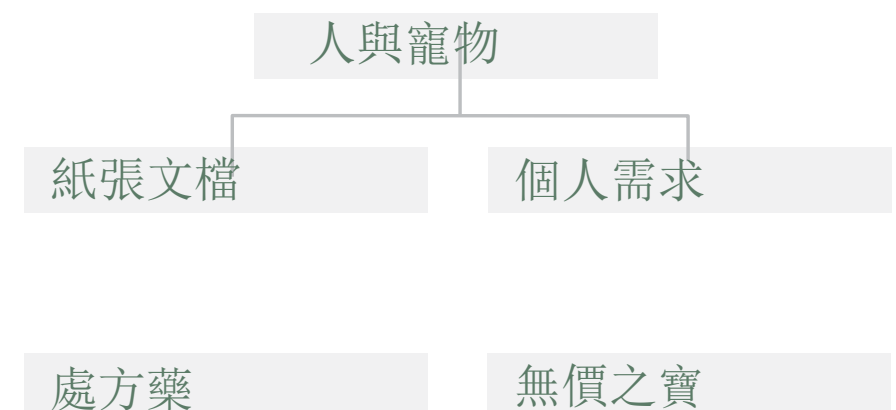 人與寵物
紙張文檔
個人需求
處方藥
無價之寶